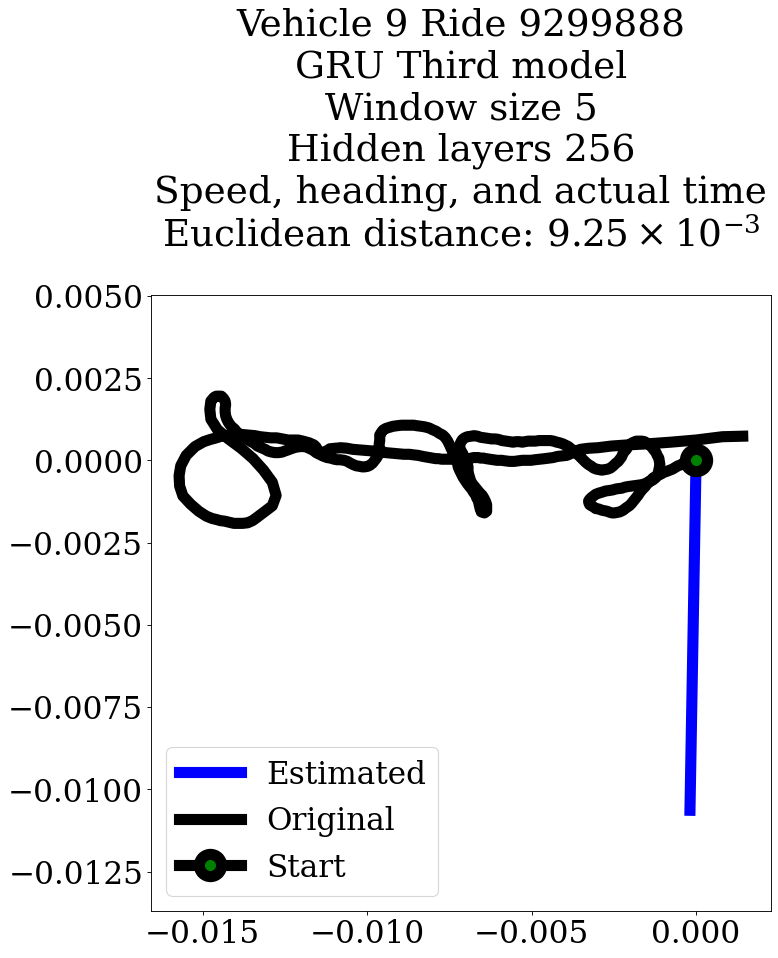 Vehicle 9 Ride 9299888
GRU Third model
Window size 5
Hidden layers 256
Speed, heading, and actual time
Euclidean distance: 9.25 × 10⁻³
0.0050
0.0025
0.0000
−0.0025
−0.0050
−0.0075
−0.0100
−0.0125
Estimated
Original
Start
−0.015 −0.010 −0.005 0.000